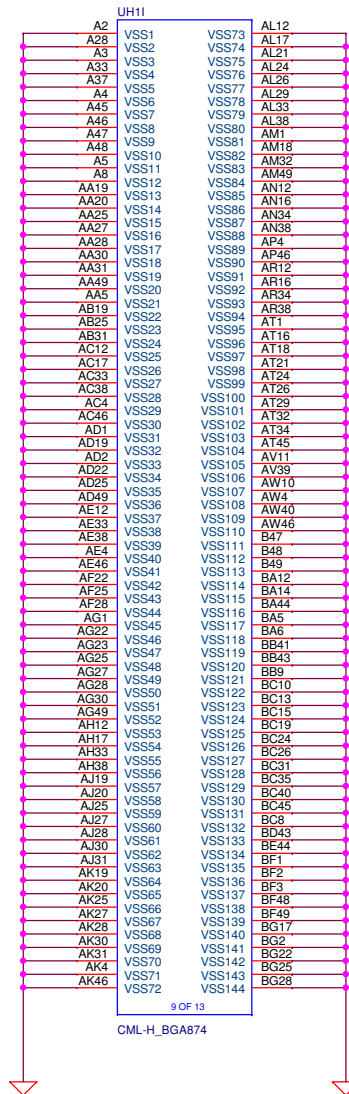 UH1I
A2 VSS1 VSS73 AL12
A28 VSS2 VSS74 AL17
A3 VSS3 VSS75 AL21
A33 VSS4 VSS76 AL24
A37 VSS5 VSS77 AL26
A4 VSS6 VSS78 AL29
A45 VSS7 VSS79 AL33
A46 VSS8 VSS80 AL38
A47 VSS9 VSS81 AM1
A48 VSS10 VSS82 AM18
A5 VSS11 VSS83 AM32
A8 VSS12 VSS84 AM49
AA19 VSS13 VSS85 AN12
AA20 VSS14 VSS86 AN16
AA25 VSS15 VSS87 AN34
AA27 VSS16 VSS88 AN38
AA28 VSS17 VSS89 AP4
AA30 VSS18 VSS90 AP46
AA31 VSS19 VSS91 AR12
AA49 VSS20 VSS92 AR16
AA5 VSS21 VSS93 AR34
AB19 VSS22 VSS94 AR38
AB25 VSS23 VSS95 AT1
AB31 VSS24 VSS96 AT16
AC12 VSS25 VSS97 AT18
AC17 VSS26 VSS98 AT21
AC33 VSS27 VSS99 AT24
AC38 VSS28 VSS100 AT26
AC4 VSS29 VSS101 AT29
AC46 VSS30 VSS102 AT32
AD1 VSS31 VSS103 AT34
AD19 VSS32 VSS104 AT45
AD2 VSS33 VSS105 AV11
AD22 VSS34 VSS106 AV39
AD25 VSS35 VSS107 AW10
AD49 VSS36 VSS108 AW4
AE12 VSS37 VSS109 AW40
AE33 VSS38 VSS110 AW46
AE38 VSS39 VSS111 B47
AE4 VSS40 VSS112 B48
AE46 VSS41 VSS113 B49
AF22 VSS42 VSS114 BA12
AF25 VSS43 VSS115 BA14
AF28 VSS44 VSS116 BA44
AG1 VSS45 VSS117 BA5
AG22 VSS46 VSS118 BA6
AG23 VSS47 VSS119 BB41
AG25 VSS48 VSS120 BB43
AG27 VSS49 VSS121 BB9
AG28 VSS50 VSS122 BC10
AG30 VSS51 VSS123 BC13
AG49 VSS52 VSS124 BC15
AH12 VSS53 VSS125 BC19
AH17 VSS54 VSS126 BC24
AH33 VSS55 VSS127 BC26
AH38 VSS56 VSS128 BC31
AJ19 VSS57 VSS129 BC35
AJ20 VSS58 VSS130 BC40
AJ25 VSS59 VSS131 BC45
AJ27 VSS60 VSS132 BC8
AJ28 VSS61 VSS133 BD43
AJ30 VSS62 VSS134 BE44
AJ31 VSS63 VSS135 BF1
AK19 VSS64 VSS136 BF2
AK20 VSS65 VSS137 BF3
AK25 VSS66 VSS138 BF48
AK27 VSS67 VSS139 BF49
AK28 VSS68 VSS140 BG17
AK30 VSS69 VSS141 BG2
AK31 VSS70 VSS142 BG22
AK4 VSS71 VSS143 BG25
AK46 VSS72 VSS144 BG28
9 OF 13
CML-H_BGA874